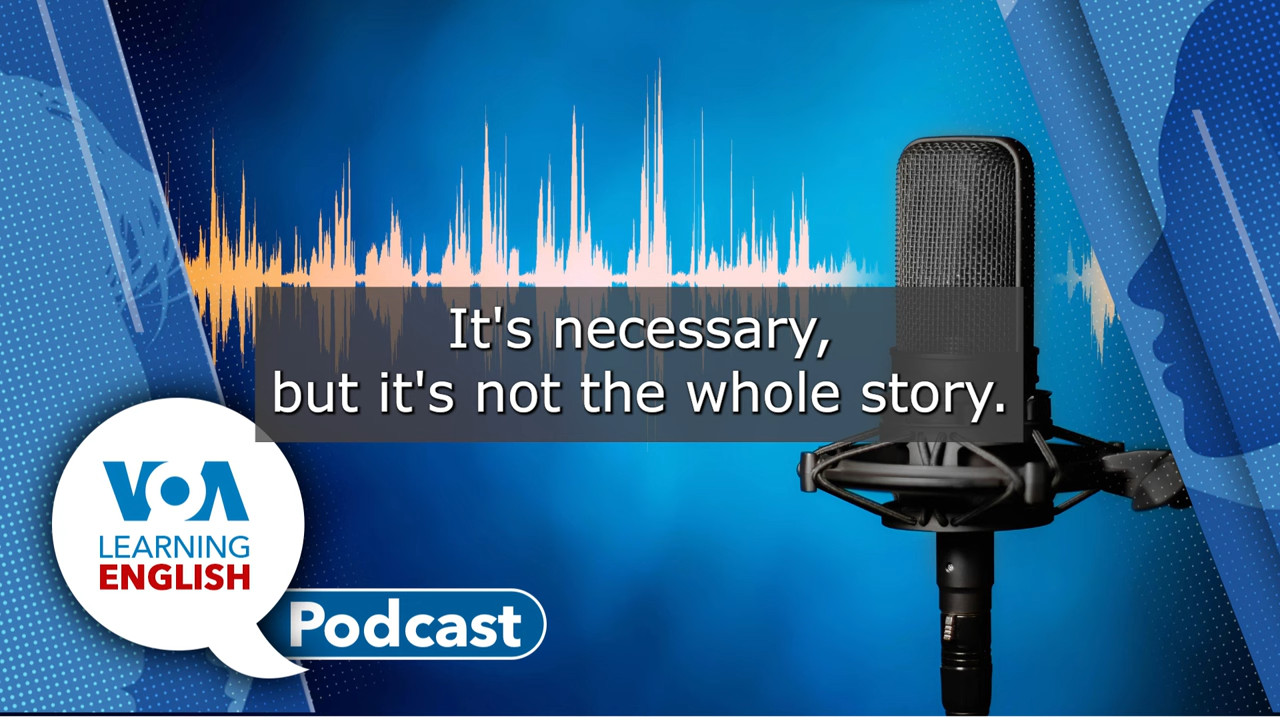 It's necessary,
but it's not the whole story.
VOA
LEARNING
ENGLISH
Podcast